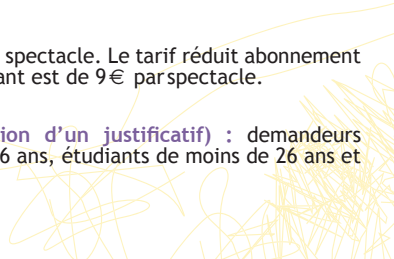 spectacle. Le tarif réduit abonnement
ant est de 9€ par spectacle.
ion d’un justificatif) : demandeurs
6 ans, étudiants de moins de 26 ans et